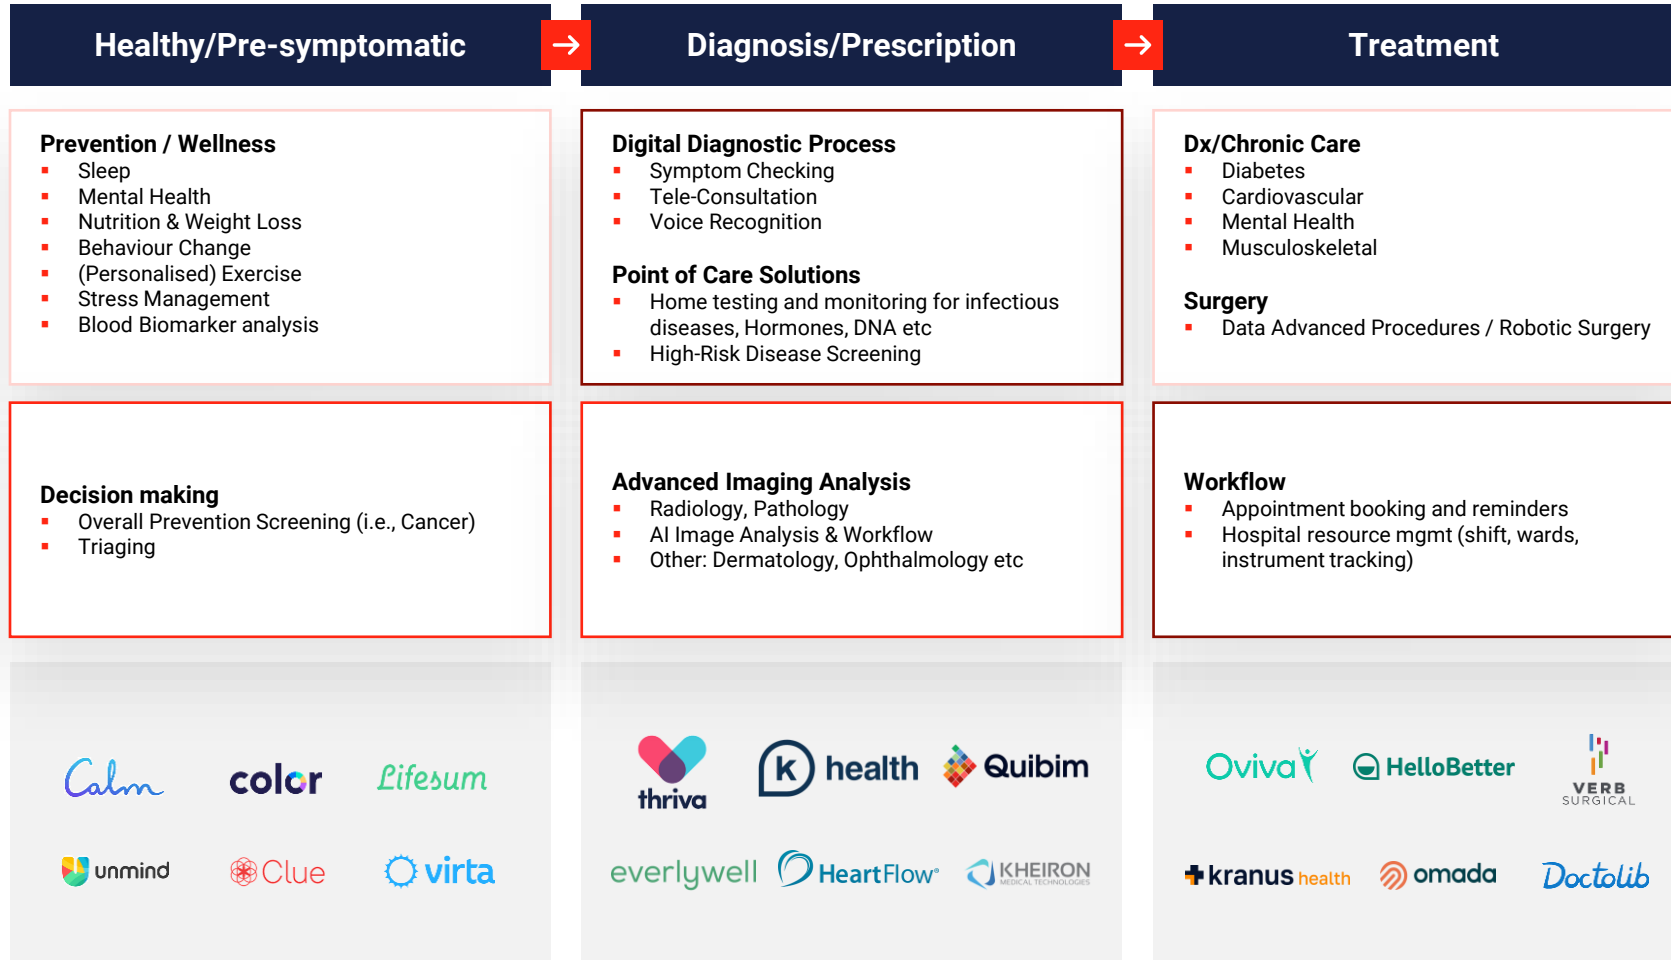 Healthy/Pre-symptomatic
Diagnosis/Prescription
Treatment
Prevention / Wellness
Sleep
Mental Health
Nutrition & Weight Loss
Behaviour Change
(Personalised) Exercise
Stress Management
Blood Biomarker analysis
Digital Diagnostic Process
Symptom Checking
Tele-Consultation
Voice Recognition
Point of Care Solutions
Home testing and monitoring for infectious
diseases, Hormones, DNA etc
High-Risk Disease Screening
Dx/Chronic Care
Diabetes
Cardiovascular
Mental Health
Musculoskeletal
Surgery
Data Advanced Procedures / Robotic Surgery
Decision making
Overall Prevention Screening (i.e., Cancer)
Triaging
Advanced Imaging Analysis
Radiology, Pathology
AI Image Analysis & Workflow
Other: Dermatology, Ophthalmology etc
Workflow
Appointment booking and reminders
Hospital resource mgmt (shift, wards,
instrument tracking)
Calm
color
Lifesum
unmind
Clue
virta
thriva
k health
Quibim
everlywell
HeartFlow®
KHEIRON
MEDICAL TECHNOLOGIES
Oviva
HelloBetter
VERB
SURGICAL
kranus health
omada
Doctolib